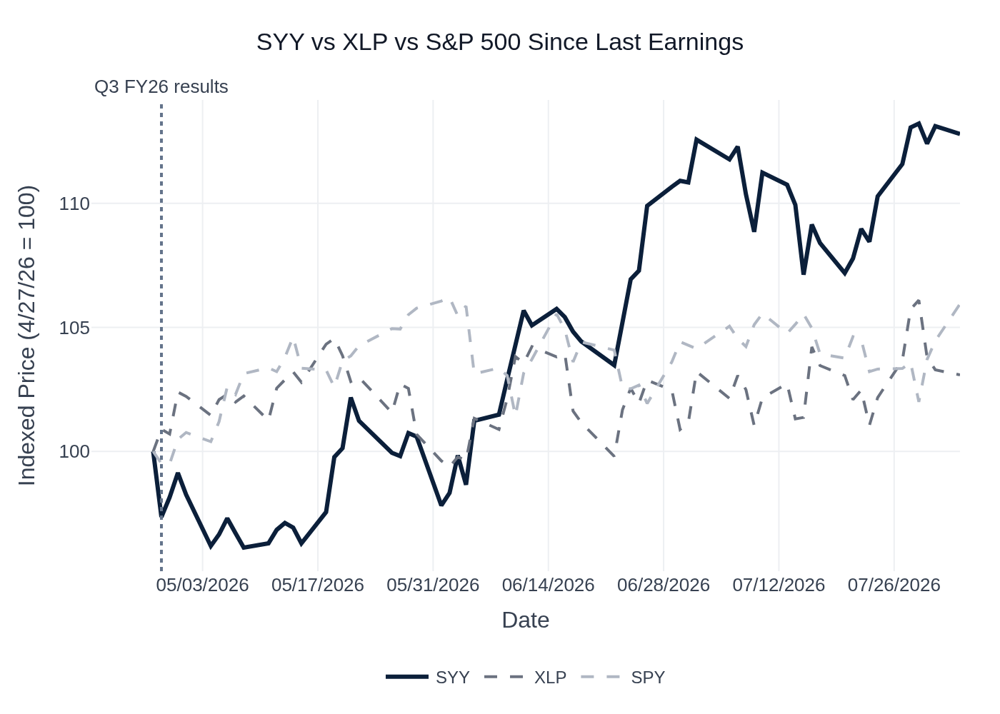 SYY vs XLP vs S&P 500 Since Last Earnings
Q3 FY26 results
Indexed Price (4/27/26 = 100)
110
105
100
05/03/2026 05/17/2026 05/31/2026 06/14/2026 06/28/2026 07/12/2026 07/26/2026
Date
SYY XLP SPY